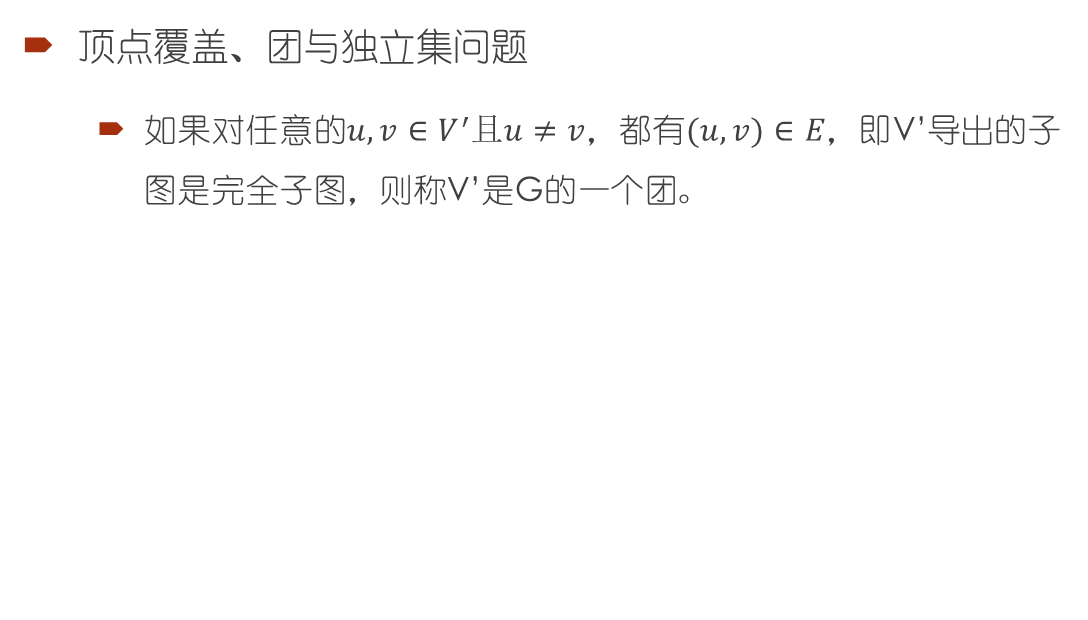 顶点覆盖、团与独立集问题
如果对任意的u, v ∈ V′且u ≠ v，都有(u, v) ∈ E，即V'导出的子
图是完全子图，则称V'是G的一个团。